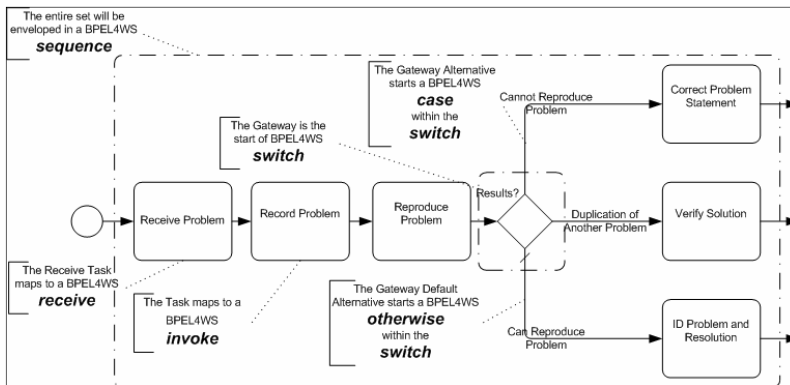 The entire set will be
enveloped in a BPEL4WS
sequence
The Gateway Alternative
starts a BPEL4WS
case
within the
switch
Cannot Reproduce
Problem
Correct Problem
Statement
The Gateway is the
start of BPEL4WS
switch
Results?
Receive Problem
Record Problem
Reproduce
Problem
Duplication of
Another Problem
Verify Solution
The Receive Task
maps to a BPEL4WS
receive
The Task maps to a
BPEL4WS
invoke
The Gateway Default
Alternative starts a BPEL4WS
otherwise
within the
switch
Can Reproduce
Problem
ID Problem and
Resolution